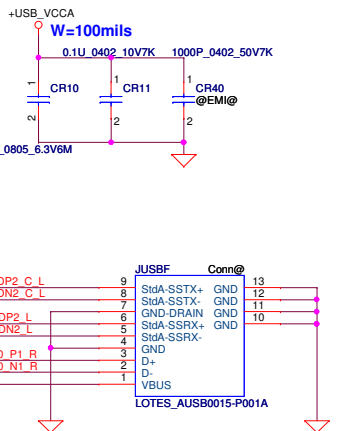 +USB_VCCA
W=100mils
0.1U_0402_10V7K 1000P_0402_50V7K
1 1 1
CR10 CR11 CR40
@EMI@
2 2 2
_0805_6.3V6M
JUSBF Conn@
DP2_C_L 9 StdA-SSTX+ GND 13
DN2_C_L 8 StdA-SSTX- GND 12
7 GND-DRAIN GND 11
DP2_L 6 StdA-SSRX+ GND 10
DN2_L 5 StdA-SSRX-
4 GND
_P1_R 3 D+
_N1_R 2 D-
1 VBUS
LOTES_AUSB0015-P001A